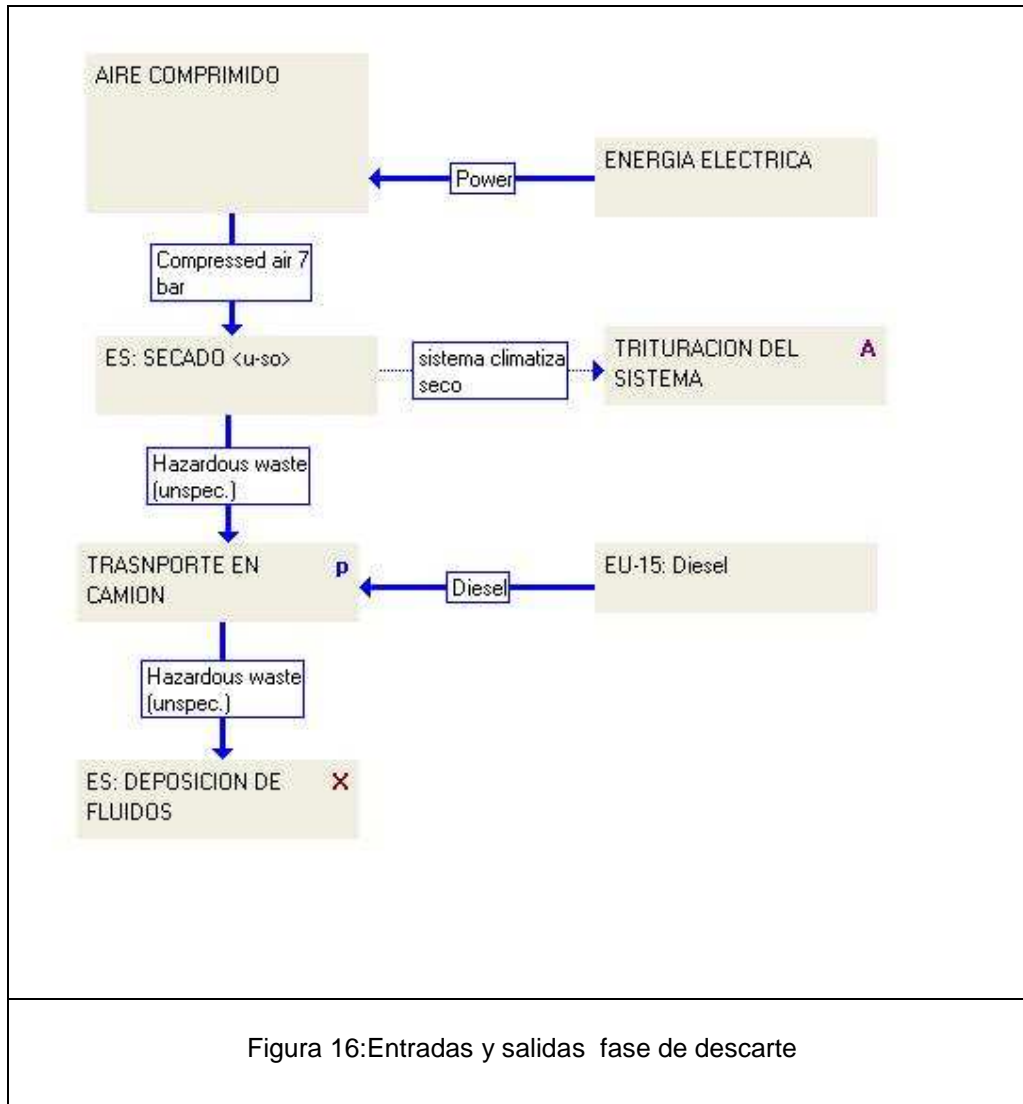 AIRE COMPRIMIDO
ENERGIA ELECTRICA
Power
Compressed air 7
bar
ES: SECADO <u-so>
sistema climatiza
seco
TRITURACION DEL A
SISTEMA
Hazardous waste
(unspec.)
TRASNPORTE EN p
CAMION
Diesel
EU-15: Diesel
Hazardous waste
(unspec.)
ES: DEPOSICION DE X
FLUIDOS
Figura 16:Entradas y salidas fase de descarte